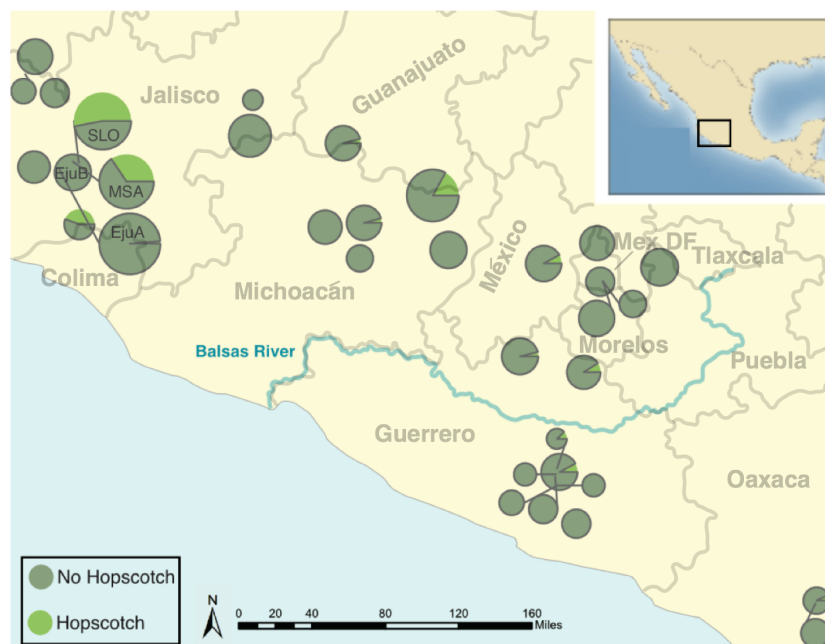 Guanajuato
Jalisco
SLO
EjuB
MSA
EjuA
Colima
Michoacán
México
Mex DF
Tlaxcala
Balsas River
Morelos
Puebla
Guerrero
Oaxaca
No Hopscotch
Hopscotch
N
0 20 40 80 120 160
Miles